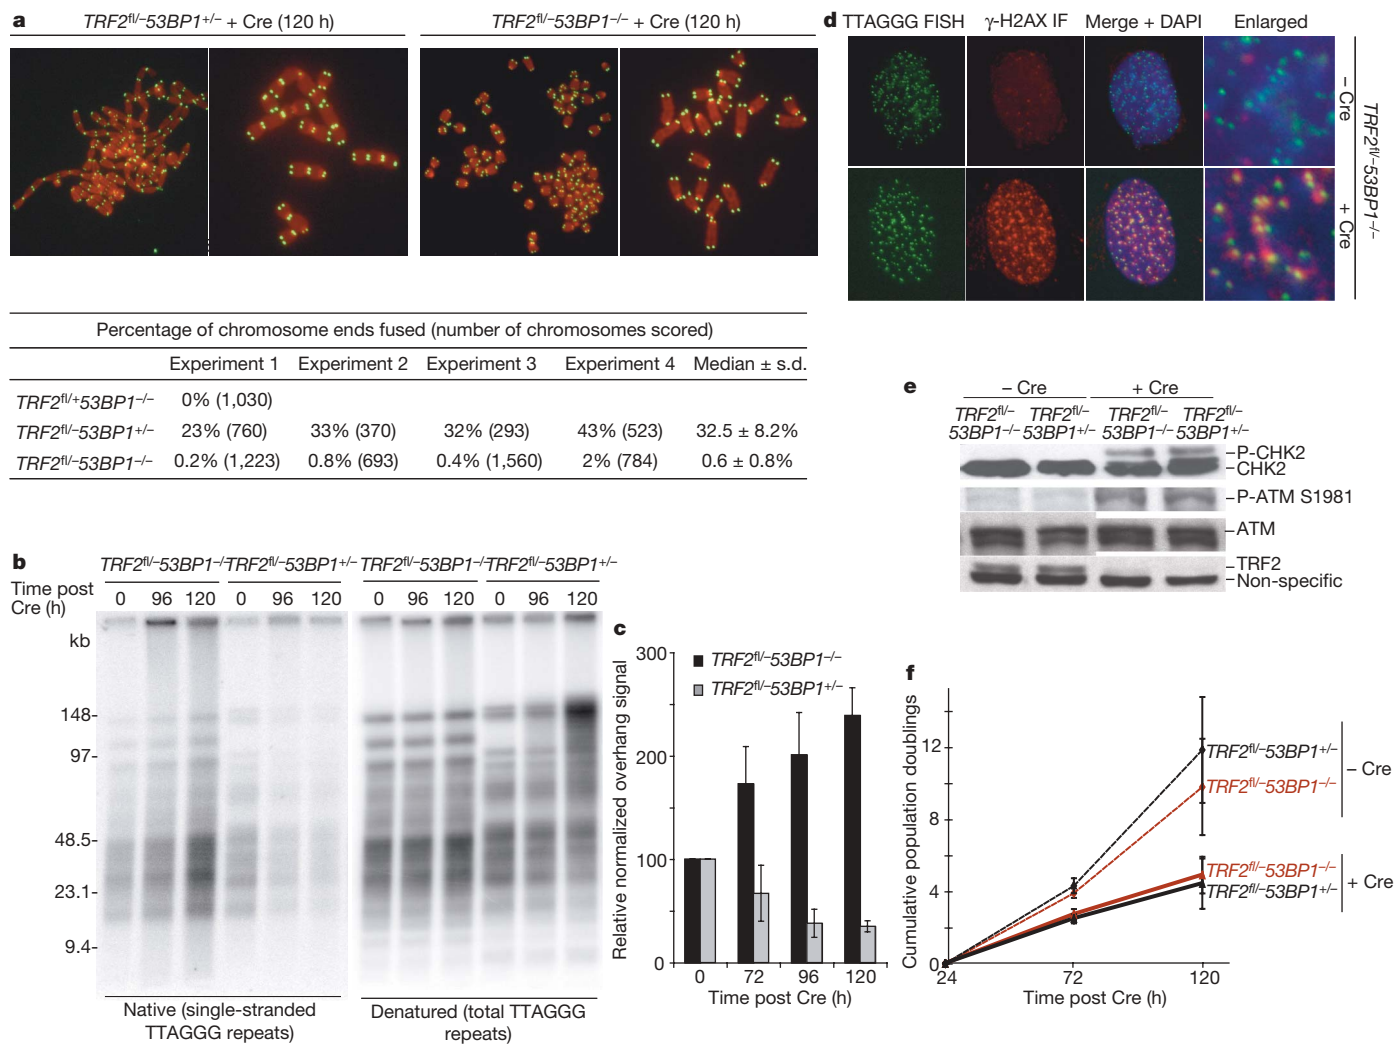 a
TRF2fl/–53BP1+/– + Cre (120 h)
TRF2fl/–53BP1–/– + Cre (120 h)
Percentage of chromosome ends fused (number of chromosomes scored)
Experiment 1 Experiment 2 Experiment 3 Experiment 4 Median ± s.d.
TRF2fl/+53BP1–/– 0% (1,030)
TRF2fl/–53BP1+/– 23% (760) 33% (370) 32% (293) 43% (523) 32.5 ± 8.2%
TRF2fl/–53BP1–/– 0.2% (1,223) 0.8% (693) 0.4% (1,560) 2% (784) 0.6 ± 0.8%
b
TRF2fl/–53BP1–/– TRF2fl/–53BP1+/– TRF2fl/–53BP1–/– TRF2fl/–53BP1+/–
Time post
Cre (h)
0 96 120 0 96 120 0 96 120 0 96 120
kb
148-
97-
48.5-
23.1-
9.4-
Native (single-stranded
TTAGGG repeats)
Denatured (total TTAGGG
repeats)
c
TRF2fl/–53BP1–/–
TRF2fl/–53BP1+/–
Relative normalized overhang signal
300
200
100
0
0 72 96 120
Time post Cre (h)
d
TTAGGG FISH γ-H2AX IF Merge + DAPI Enlarged
– Cre
+ Cre
TRF2fl/–53BP1–/–
e
– Cre + Cre
TRF2fl/– TRF2fl/– TRF2fl/– TRF2fl/–
53BP1–/– 53BP1+/– 53BP1–/– 53BP1+/–
P-CHK2
CHK2
P-ATM S1981
ATM
TRF2
Non-specific
f
Cumulative population doublings
12
8
4
0
24 72 120
Time post Cre (h)
TRF2fl/–53BP1+/–
TRF2fl/–53BP1–/–
– Cre
TRF2fl/–53BP1–/–
TRF2fl/–53BP1+/–
+ Cre